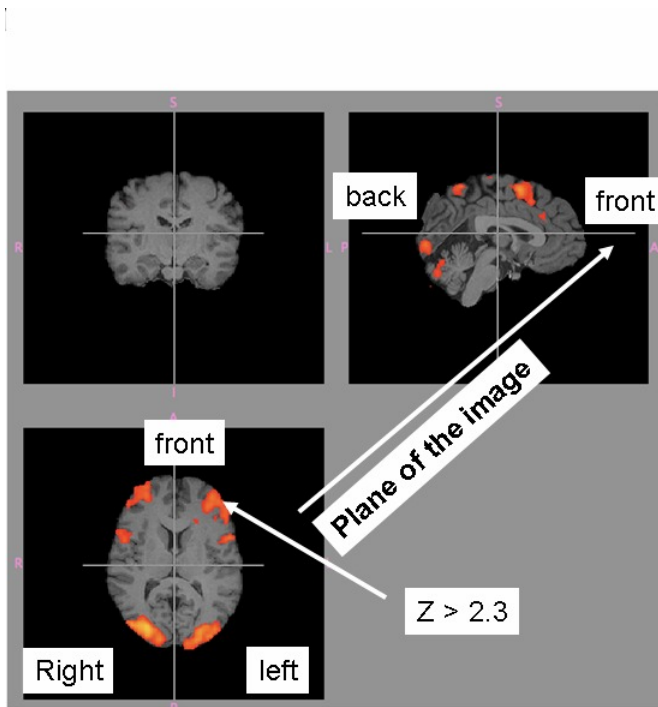 S
S
back
front
R
L
P
A
I
A
front
Plane of the image
R
Z > 2.3
Right
left